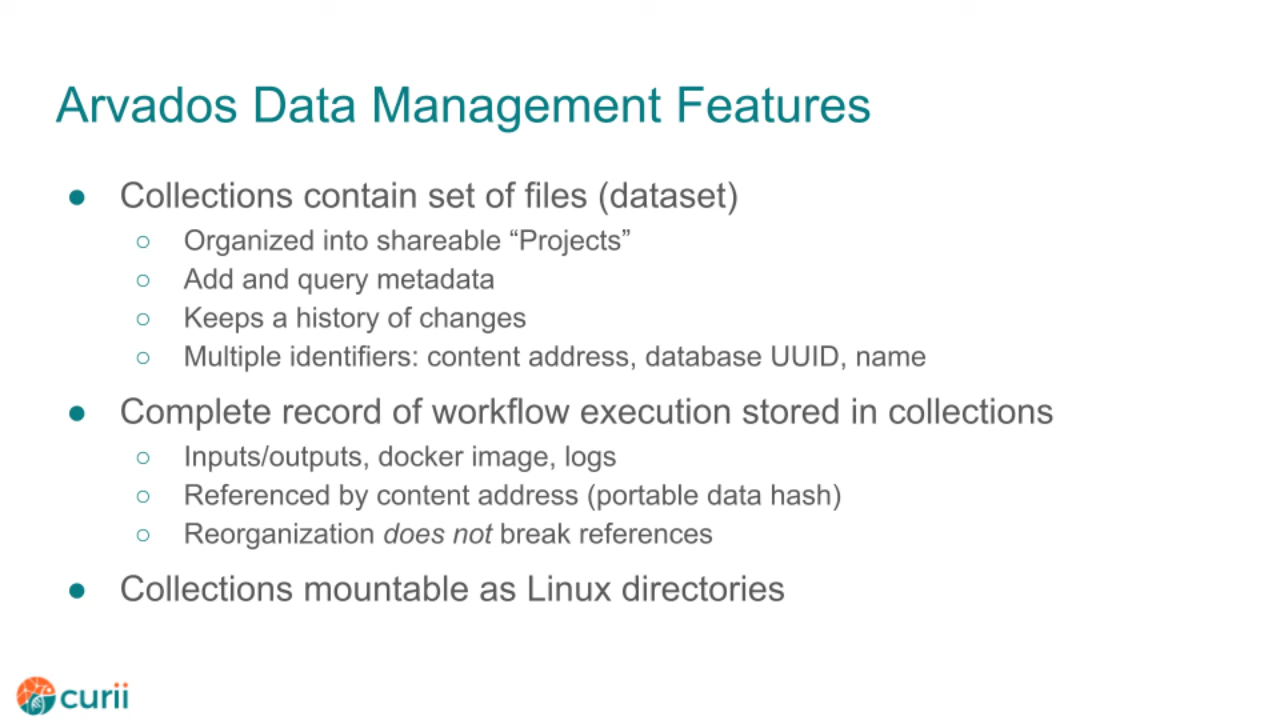 Arvados Data Management Features
● Collections contain set of files (dataset)
○ Organized into shareable “Projects”
○ Add and query metadata
○ Keeps a history of changes
○ Multiple identifiers: content address, database UUID, name
● Complete record of workflow execution stored in collections
○ Inputs/outputs, docker image, logs
○ Referenced by content address (portable data hash)
○ Reorganization does not break references
● Collections mountable as Linux directories
curii